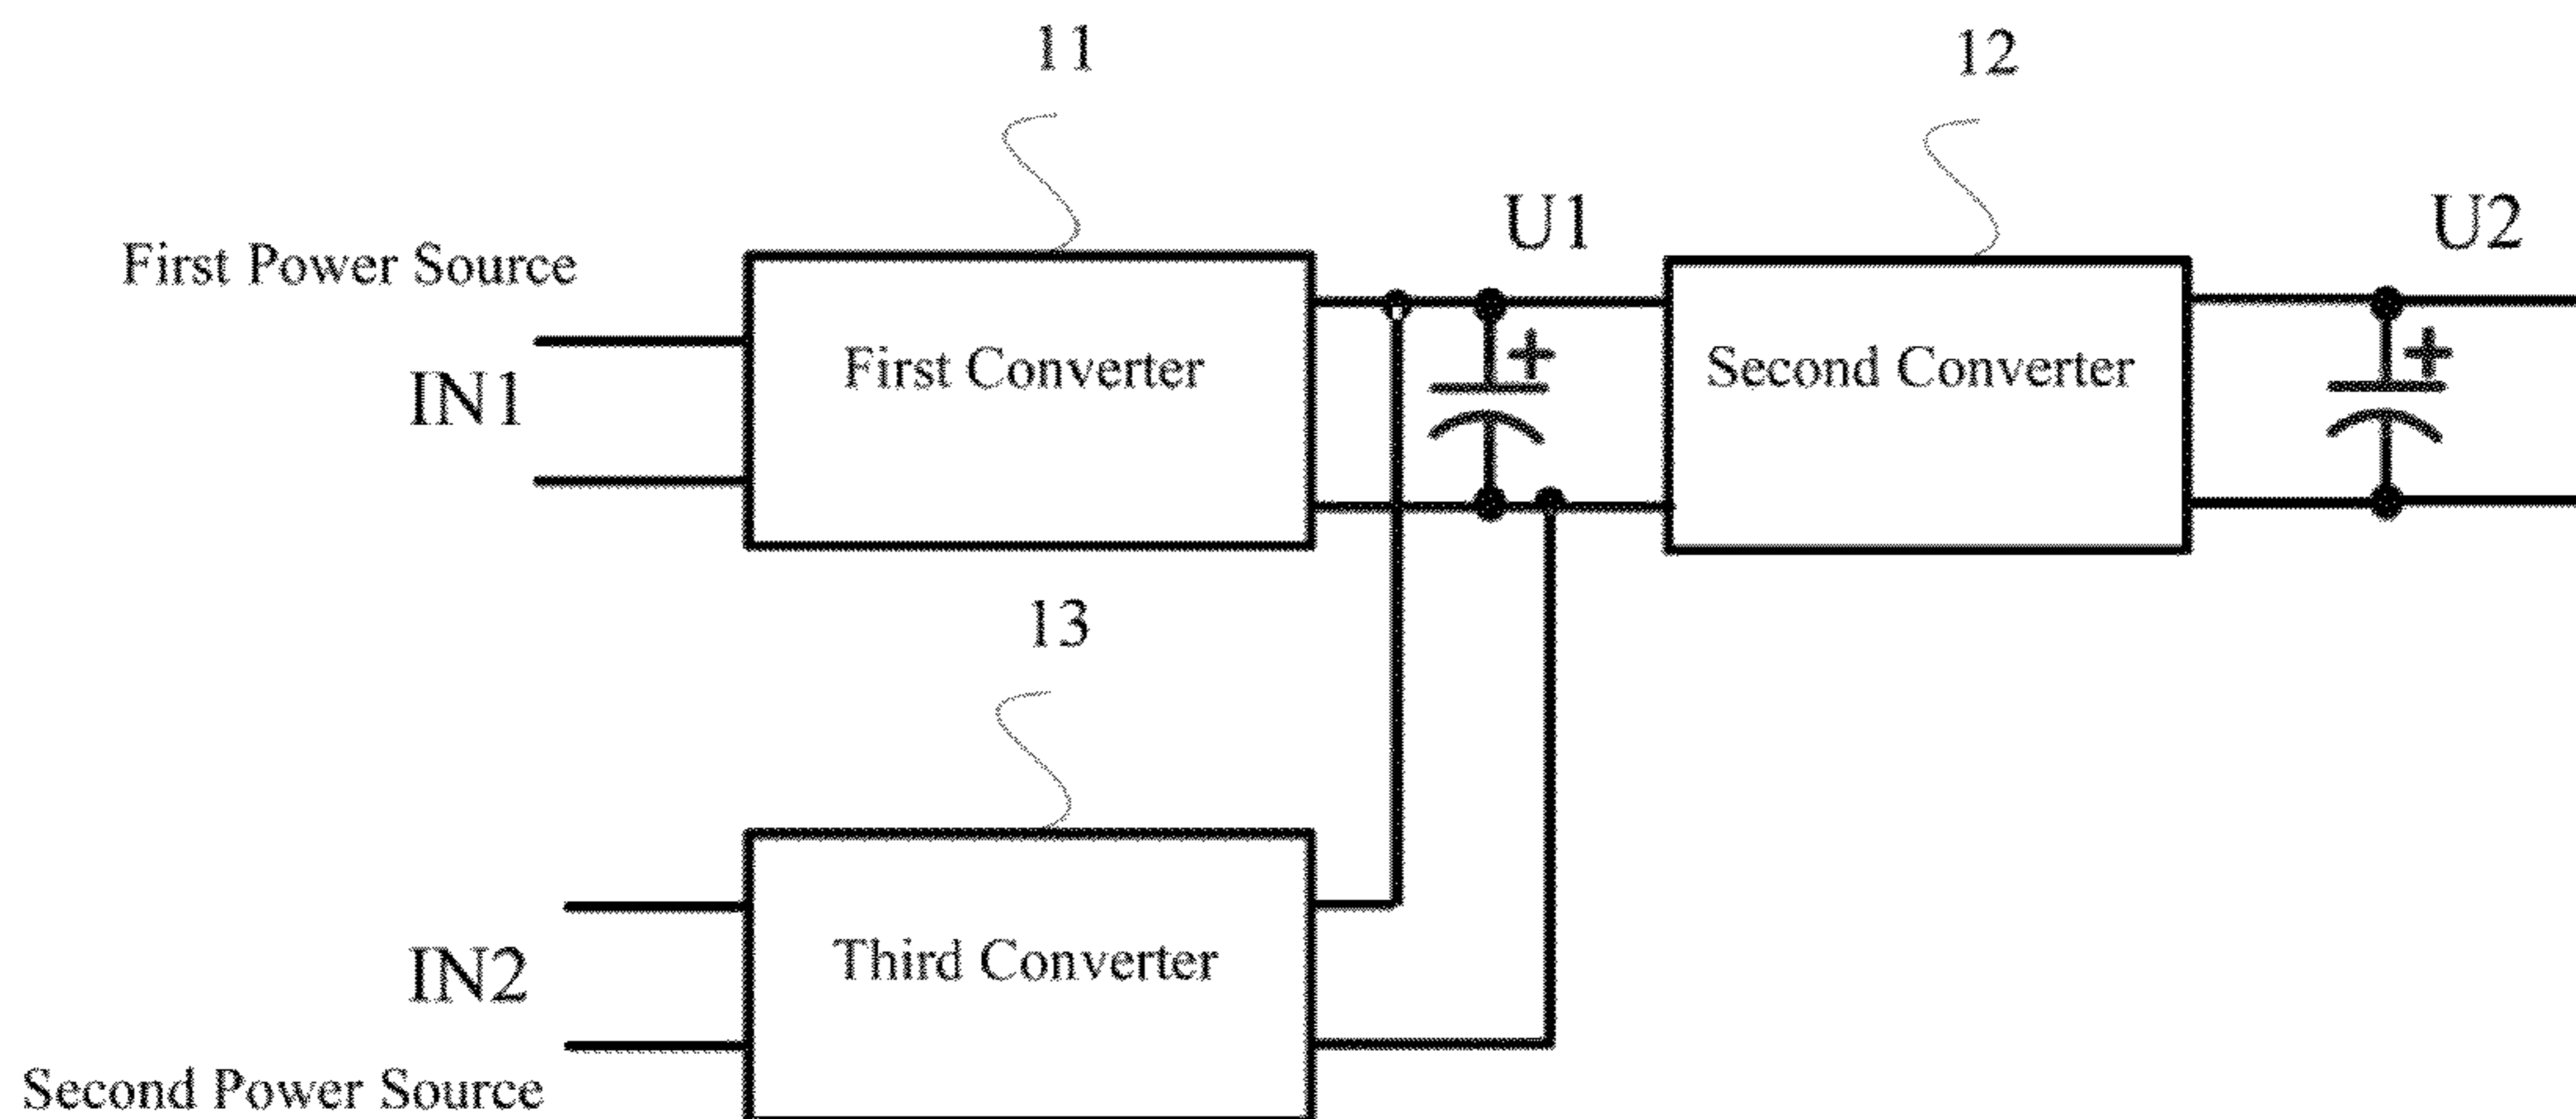 11
12
U1
U2
First Power Source
First Converter
+
+
Second Converter
IN1
13
Third Converter
IN2
Second Power Source